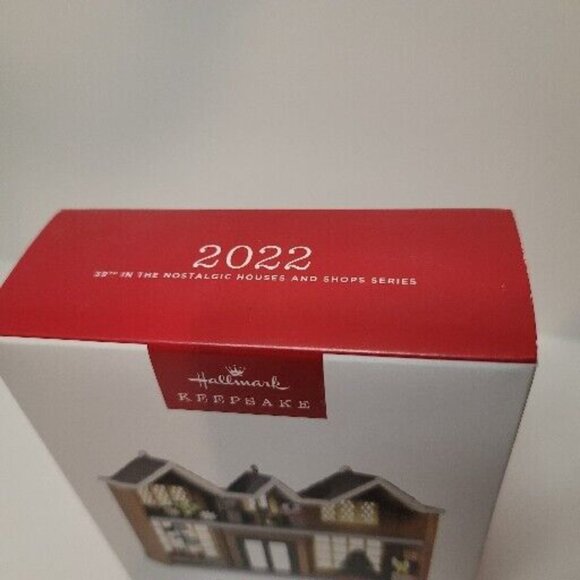 2022
39TH IN THE NOSTALGIC HOUSES AND SHOPS SERIES
Hallmark
KEEPSAKE